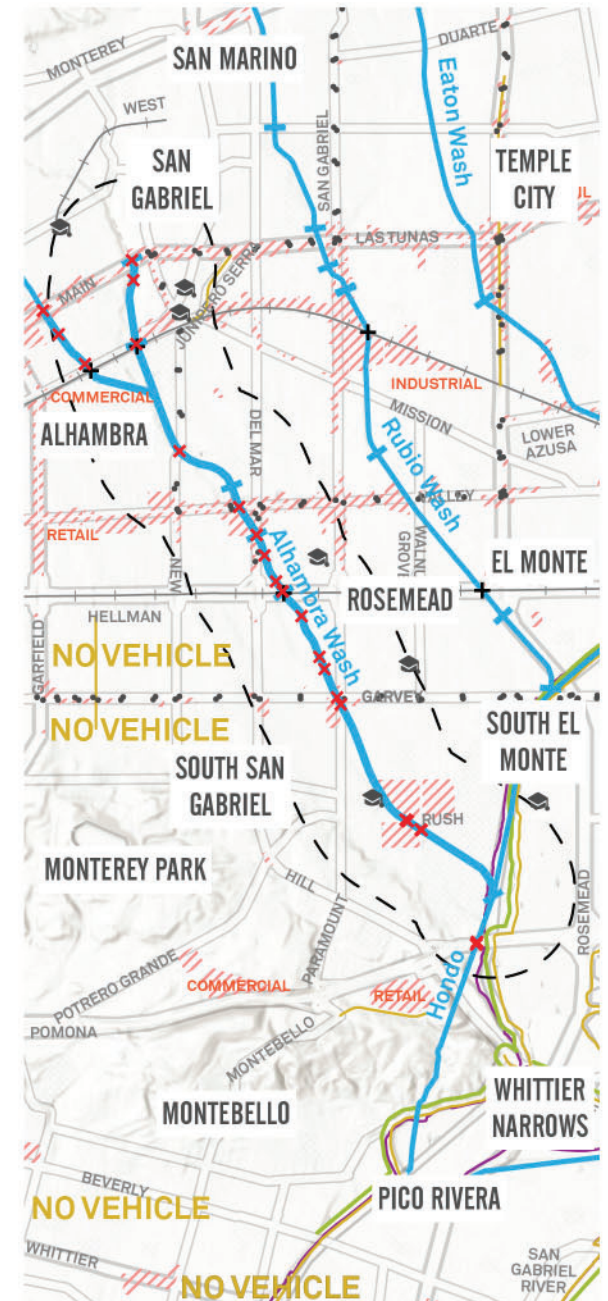 DUARTE
MONTEREY
SAN MARINO
Eaton Wash
WEST
SAN
GABRIEL
SAN GABRIEL
TEMPLE
CITY
LAS TUNAS
MAIN
JUNIPERO SERRA
INDUSTRIAL
COMMERCIAL
MISSION
ALHAMBRA
DEL MAR
LOWER
AZUSA
Rubio Wash
VALLEY
RETAIL
Alhambra Wash
WALNU
GROVE
EL MONTE
NEW
ROSEMEAD
HELLMAN
GARFIELD
NO VEHICLE
GARVEY
NO VEHICLE
SOUTH EL
MONTE
SOUTH SAN
GABRIEL
RUSH
MONTEREY PARK
HILL
PARAMOUNT
ROSEMEAD
POTRERO GRANDE
COMMERCIAL
RETAIL
Hondo
POMONA
MONTEBELLO
MONTEBELLO
WHITTIER
NARROWS
BEVERLY
NO VEHICLE
PICO RIVERA
WHITTIER
NO VEHICLE
SAN
GABRIEL
RIVER